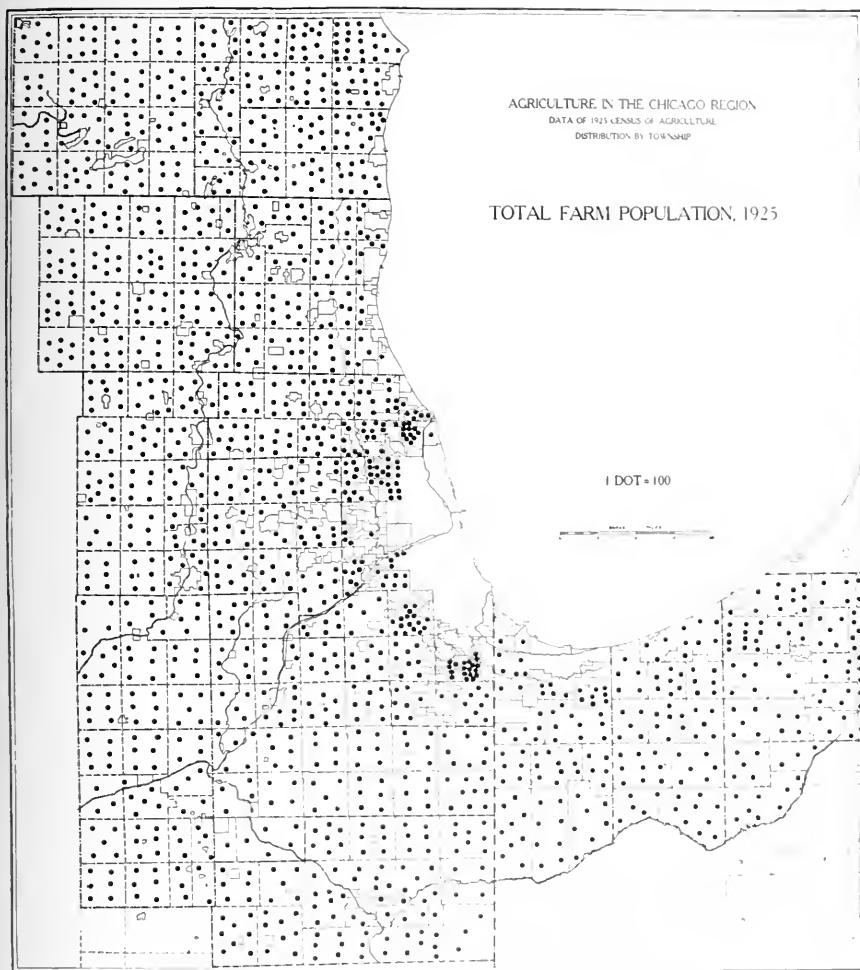 AGRICULTURE IN THE CHICAGO REGION
DATA OF 1925 CENSUS OF AGRICULTURE
DISTRIBUTION BY TOWNSHIP
TOTAL FARM POPULATION, 1925
1 DOT = 100